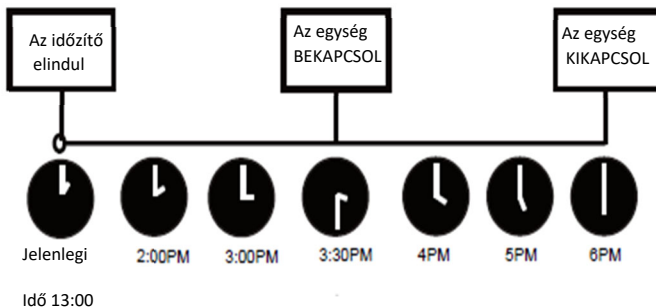 Az időzítő
elindul
Az egység
BEKAPCSOL
Az egység
KIKAPCSOL
Jelenlegi
2:00PM
3:00PM
3:30PM
4PM
5PM
6PM
Idő 13:00